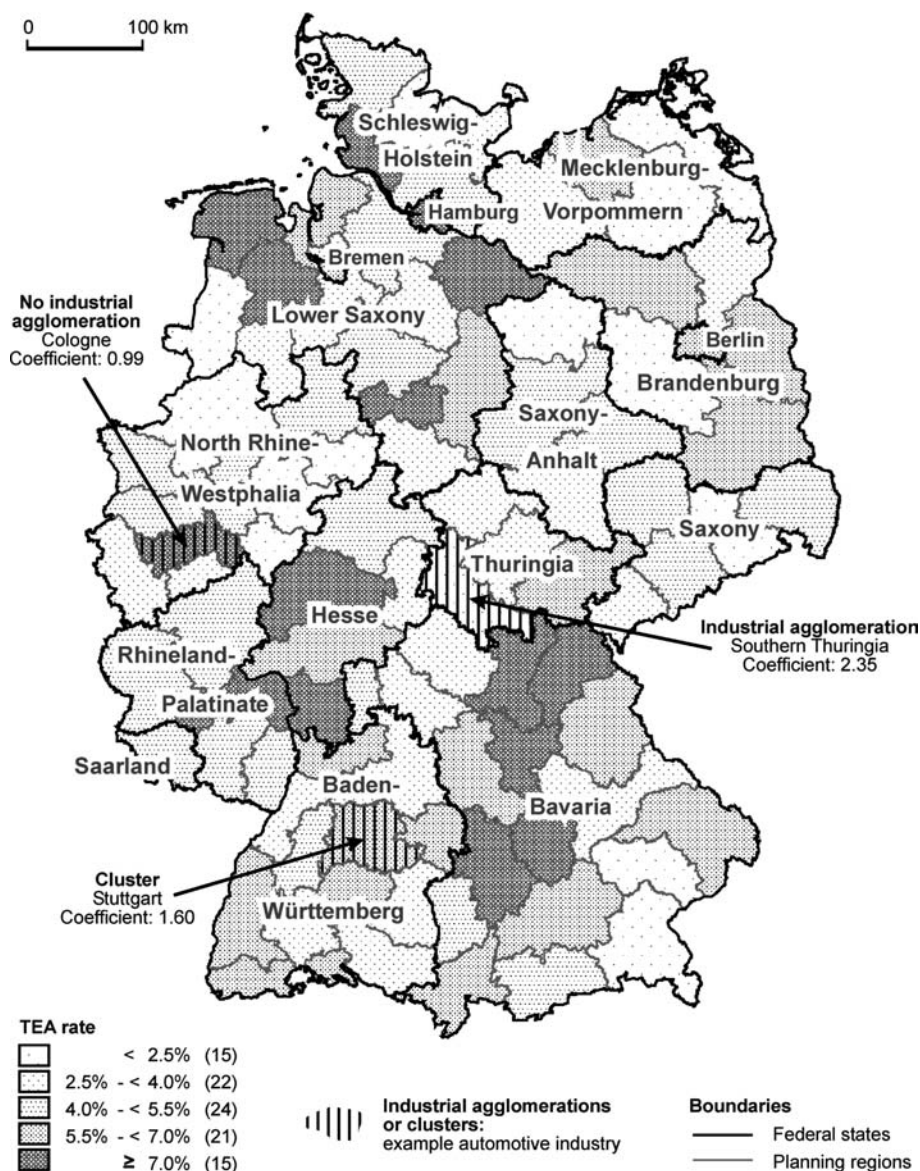 0 100 km
Schleswig-
Holstein
Mecklenburg-
Vorpommern
Hamburg
Bremen
Lower Saxony
No industrial
agglomeration
Cologne
Coefficient: 0.99
Berlin
Brandenburg
Saxony-
Anhalt
North Rhine-
Westphalia
Saxony
Thuringia
Hesse
Industrial agglomeration
Southern Thuringia
Coefficient: 2.35
Rhineland-
Palatinate
Saarland
Baden-
Württemberg
Bavaria
Cluster
Stuttgart
Coefficient: 1.60
TEA rate
< 2.5% (15)
2.5% - < 4.0% (22)
4.0% - < 5.5% (24)
5.5% - < 7.0% (21)
≥ 7.0% (15)
Industrial agglomerations
or clusters:
example automotive industry
Boundaries
Federal states
Planning regions